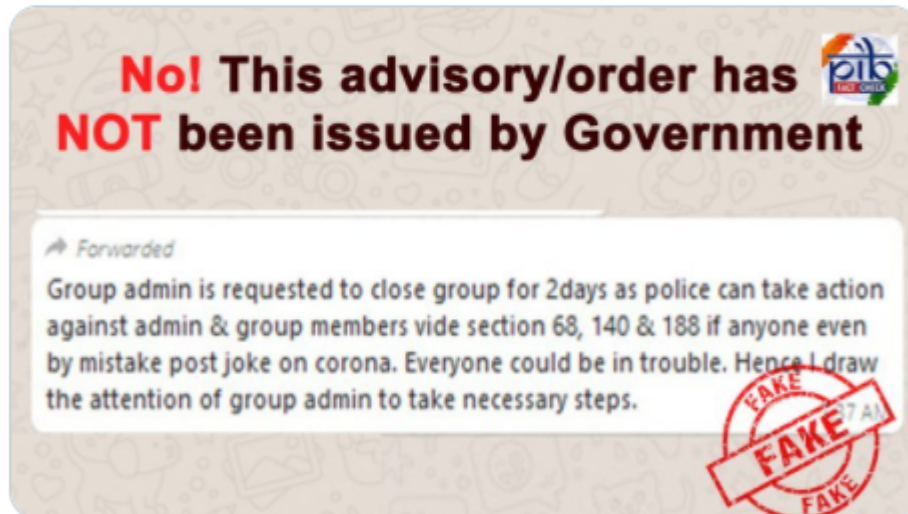 No! This advisory/order has
pib
FACT CHECK
NOT been issued by Government
Forwarded
Group admin is requested to close group for 2days as police can take action
against admin & group members vide section 68, 140 & 188 if anyone even
by mistake post joke on corona. Everyone could be in trouble. Hence I draw
the attention of group admin to take necessary steps.
37 AM
FAKE
FAKE
FAKE